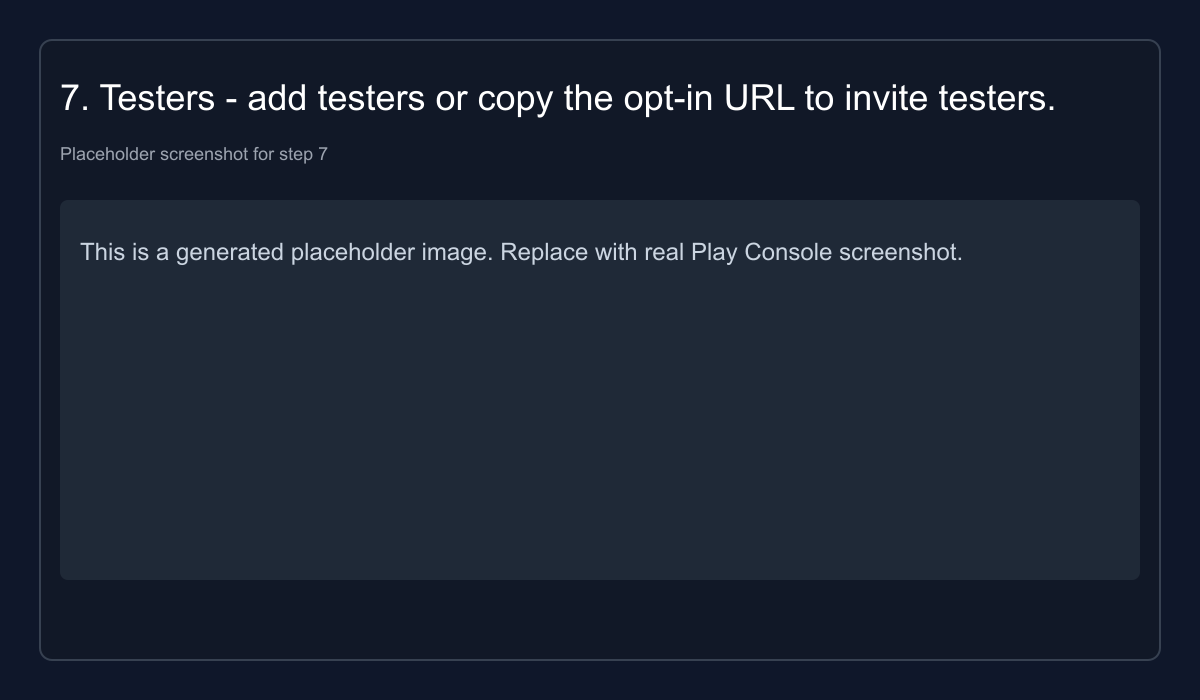 7. Testers - add testers or copy the opt-in URL to invite testers.
Placeholder screenshot for step 7
This is a generated placeholder image. Replace with real Play Console screenshot.